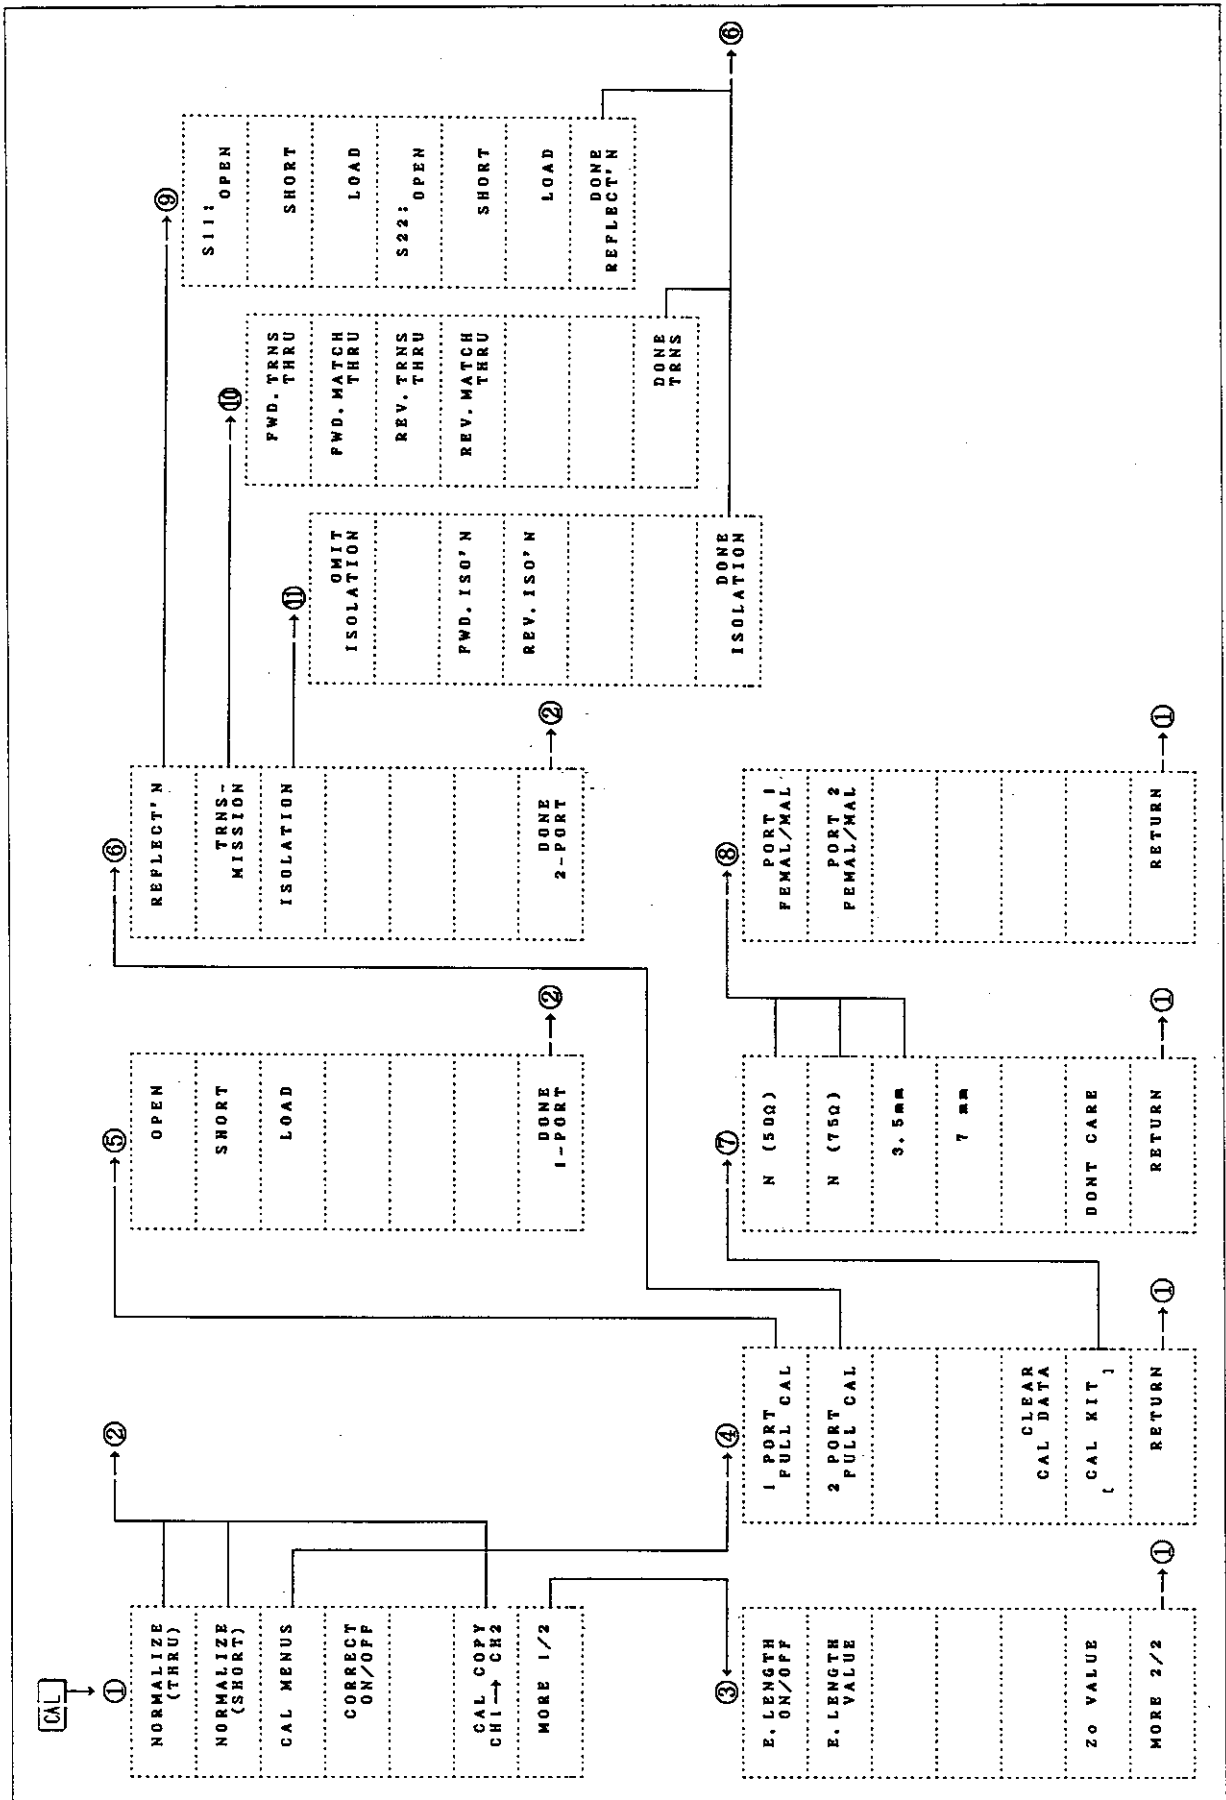 CAL
①
NORMALIZE
(THRU)
NORMALIZE
(SHORT)
CAL MENUS
CORRECT
ON/OFF
CAL COPY
CH1→ CH2
MORE 1/2
②
③
E. LENGTH
ON/OFF
E. LENGTH
VALUE
Zo VALUE
MORE 2/2
①
④
1 PORT
FULL CAL
2 PORT
FULL CAL
CLEAR
CAL DATA
[ CAL KIT ]
RETURN
①
⑤
OPEN
SHORT
LOAD
DONE
1-PORT
②
⑦
N (50Ω)
N (75Ω)
3.5mm
7 mm
DONT CARE
RETURN
①
⑥
REFLECT'N
TRNS-
MISSION
ISOLATION
DONE
2-PORT
②
⑧
PORT 1
FEMAL/MAL
PORT 2
FEMAL/MAL
RETURN
①
⑪
OMIT
ISOLATION
FWD. ISO'N
REV. ISO'N
DONE
ISOLATION
⑩
FWD. TRNS
THRU
FWD. MATCH
THRU
REV. TRNS
THRU
REV. MATCH
THRU
DONE
TRNS
⑨
S11:
OPEN
SHORT
LOAD
S22:
OPEN
SHORT
LOAD
DONE
REFLECT'N
⑥